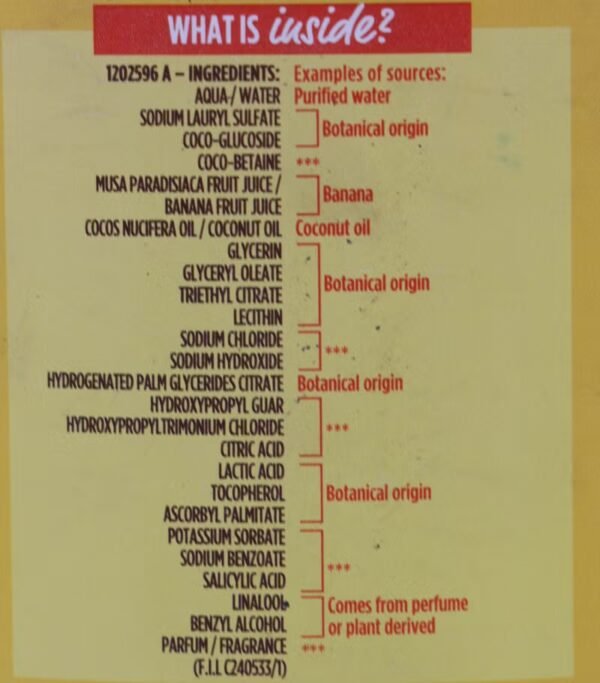 WHAT IS inside?
1202596 A – INGREDIENTS: Examples of sources:
AQUA / WATER Purified water
SODIUM LAURYL SULFATE
Botanical origin
COCO-GLUCOSIDE
COCO-BETAINE ***
MUSA PARADISIACA FRUIT JUICE /
Banana
BANANA FRUIT JUICE
COCOS NUCIFERA OIL / COCONUT OIL Coconut oil
GLYCERIN
GLYCERYL OLEATE
Botanical origin
TRIETHYL CITRATE
LECITHIN
SODIUM CHLORIDE
***
SODIUM HYDROXIDE
HYDROGENATED PALM GLYCERIDES CITRATE Botanical origin
HYDROXYPROPYL GUAR
HYDROXYPROPYLTRIMONIUM CHLORIDE ***
CITRIC ACID
LACTIC ACID
TOCOPHEROL Botanical origin
ASCORBYL PALMITATE
POTASSIUM SORBATE
SODIUM BENZOATE ***
SALICYLIC ACID
LINALOOL Comes from perfume
BENZYL ALCOHOL or plant derived
PARFUM / FRAGRANCE ***
(F.I.L C240533/1)